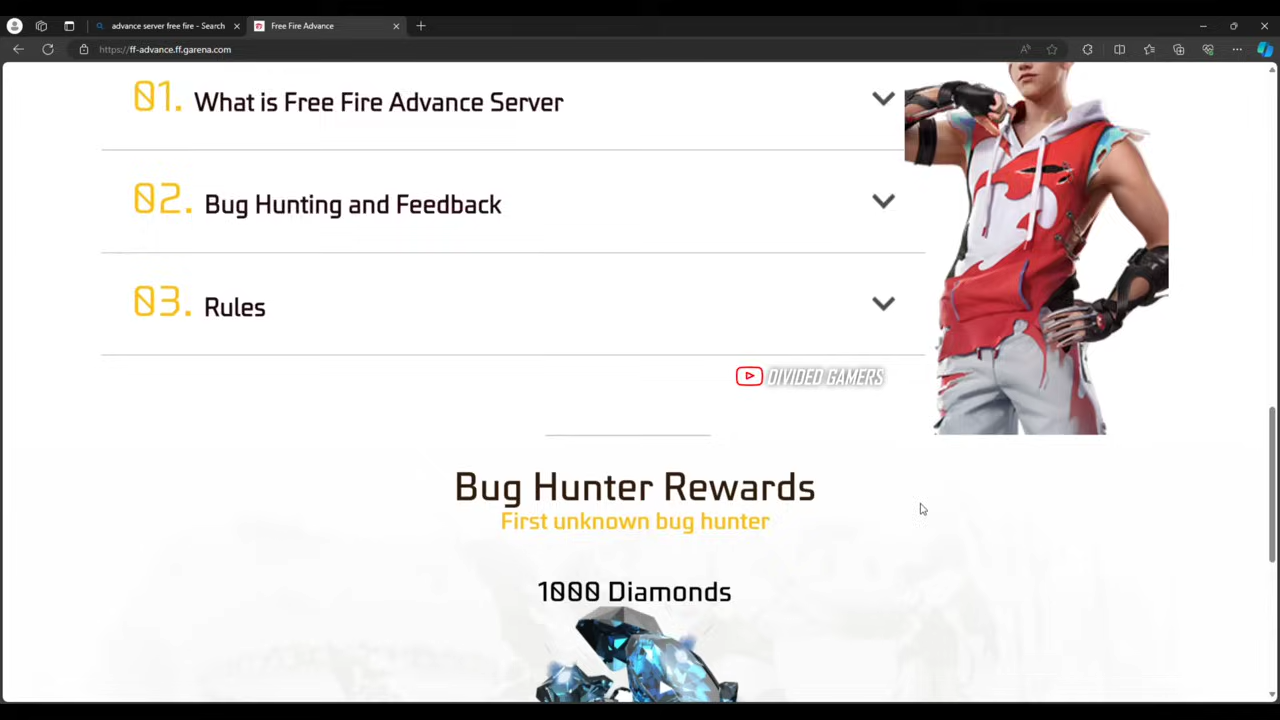 advance server free fire - Search
Free Fire Advance
https://ff-advance.ff.garena.com
01. What is Free Fire Advance Server
02. Bug Hunting and Feedback
03. Rules
DIVIDED GAMERS
Bug Hunter Rewards
First unknown bug hunter
1000 Diamonds